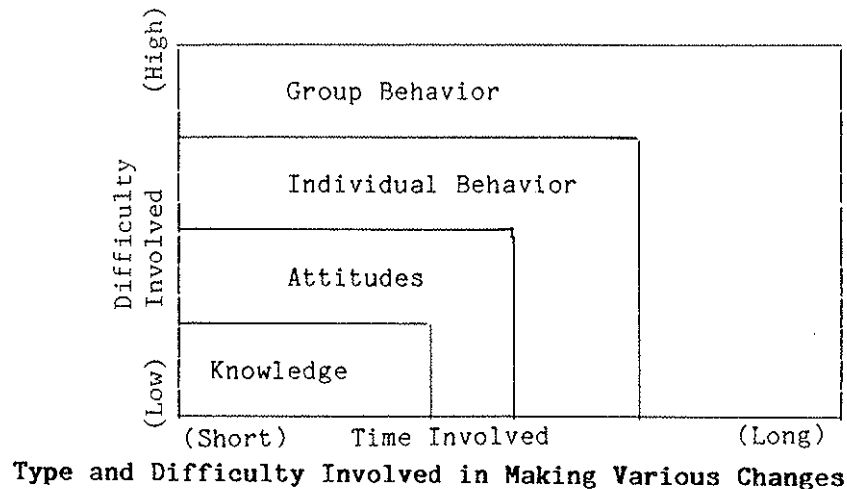 (High)
Group Behavior
Individual Behavior
Difficulty
Involved
Attitudes
Knowledge
(Low)
(Short) Time Involved (Long)
Type and Difficulty Involved in Making Various Changes